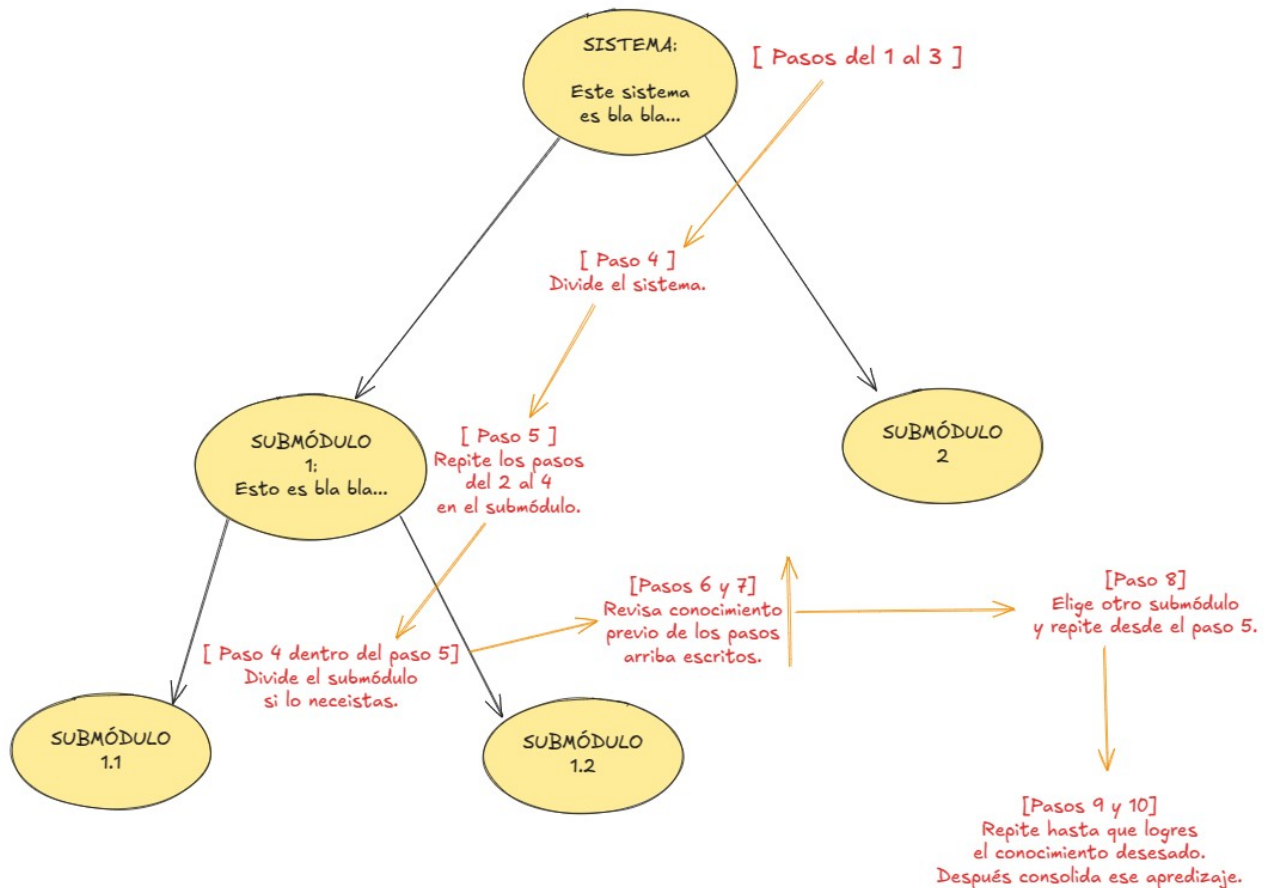 SISTEMA:
Este sistema
es bla bla...
[ Pasos del 1 al 3 ]
[ Paso 4 ]
Divide el sistema.
SUBMÓDULO
1:
Esto es bla bla...
[ Paso 5 ]
Repite los pasos
del 2 al 4
en el submódulo.
SUBMÓDULO
2
[ Paso 4 dentro del paso 5]
Divide el submódulo
si lo neceistas.
[Pasos 6 y 7]
Revisa conocimiento
previo de los pasos
arriba escritos.
[Paso 8]
Elige otro submódulo
y repite desde el paso 5.
SUBMÓDULO
1.1
SUBMÓDULO
1.2
[Pasos 9 y 10]
Repite hasta que logres
el conocimiento desesado.
Después consolida ese apredizaje.